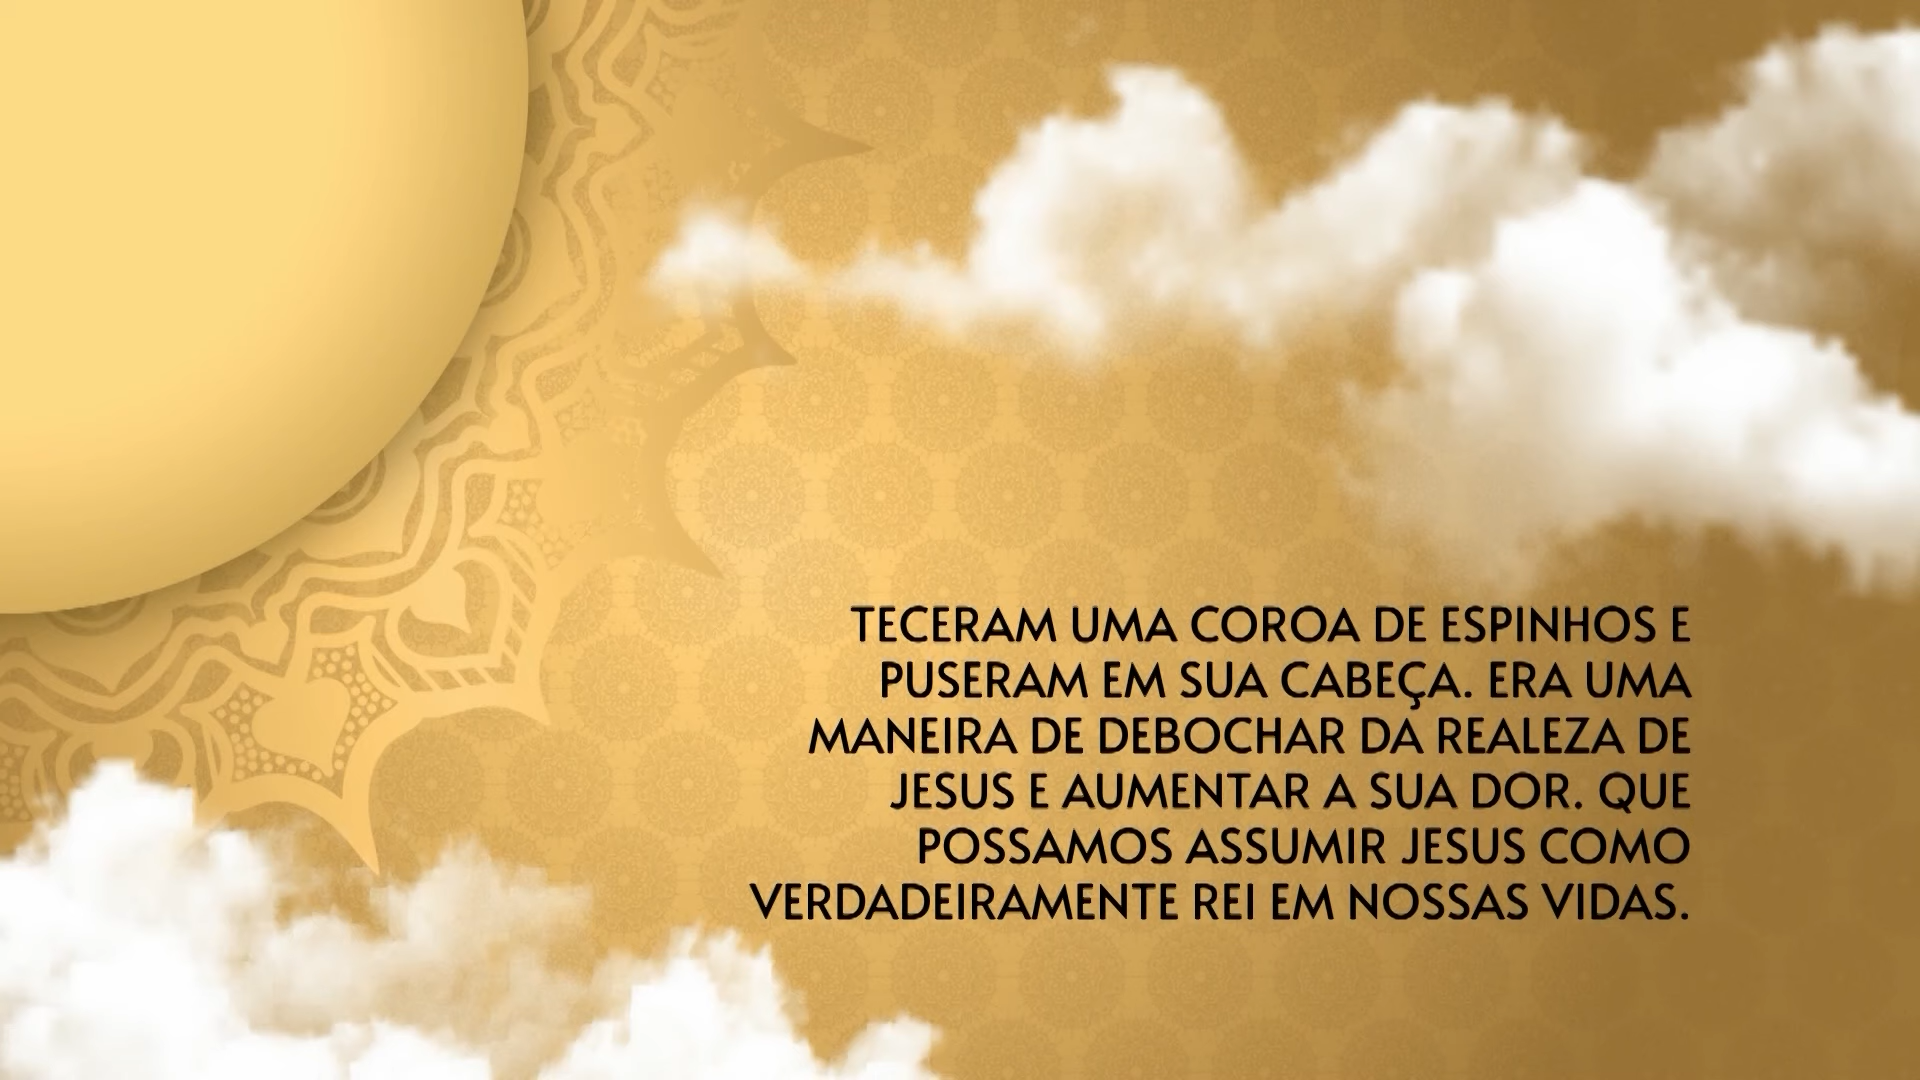 TECERAM UMA COROA DE ESPINHOS E
PUSERAM EM SUA CABEÇA. ERA UMA
MANEIRA DE DEBOCHAR DA REALEZA DE
JESUS E AUMENTAR A SUA DOR. QUE
POSSAMOS ASSUMIR JESUS COMO
VERDADEIRAMENTE REI EM NOSSAS VIDAS.